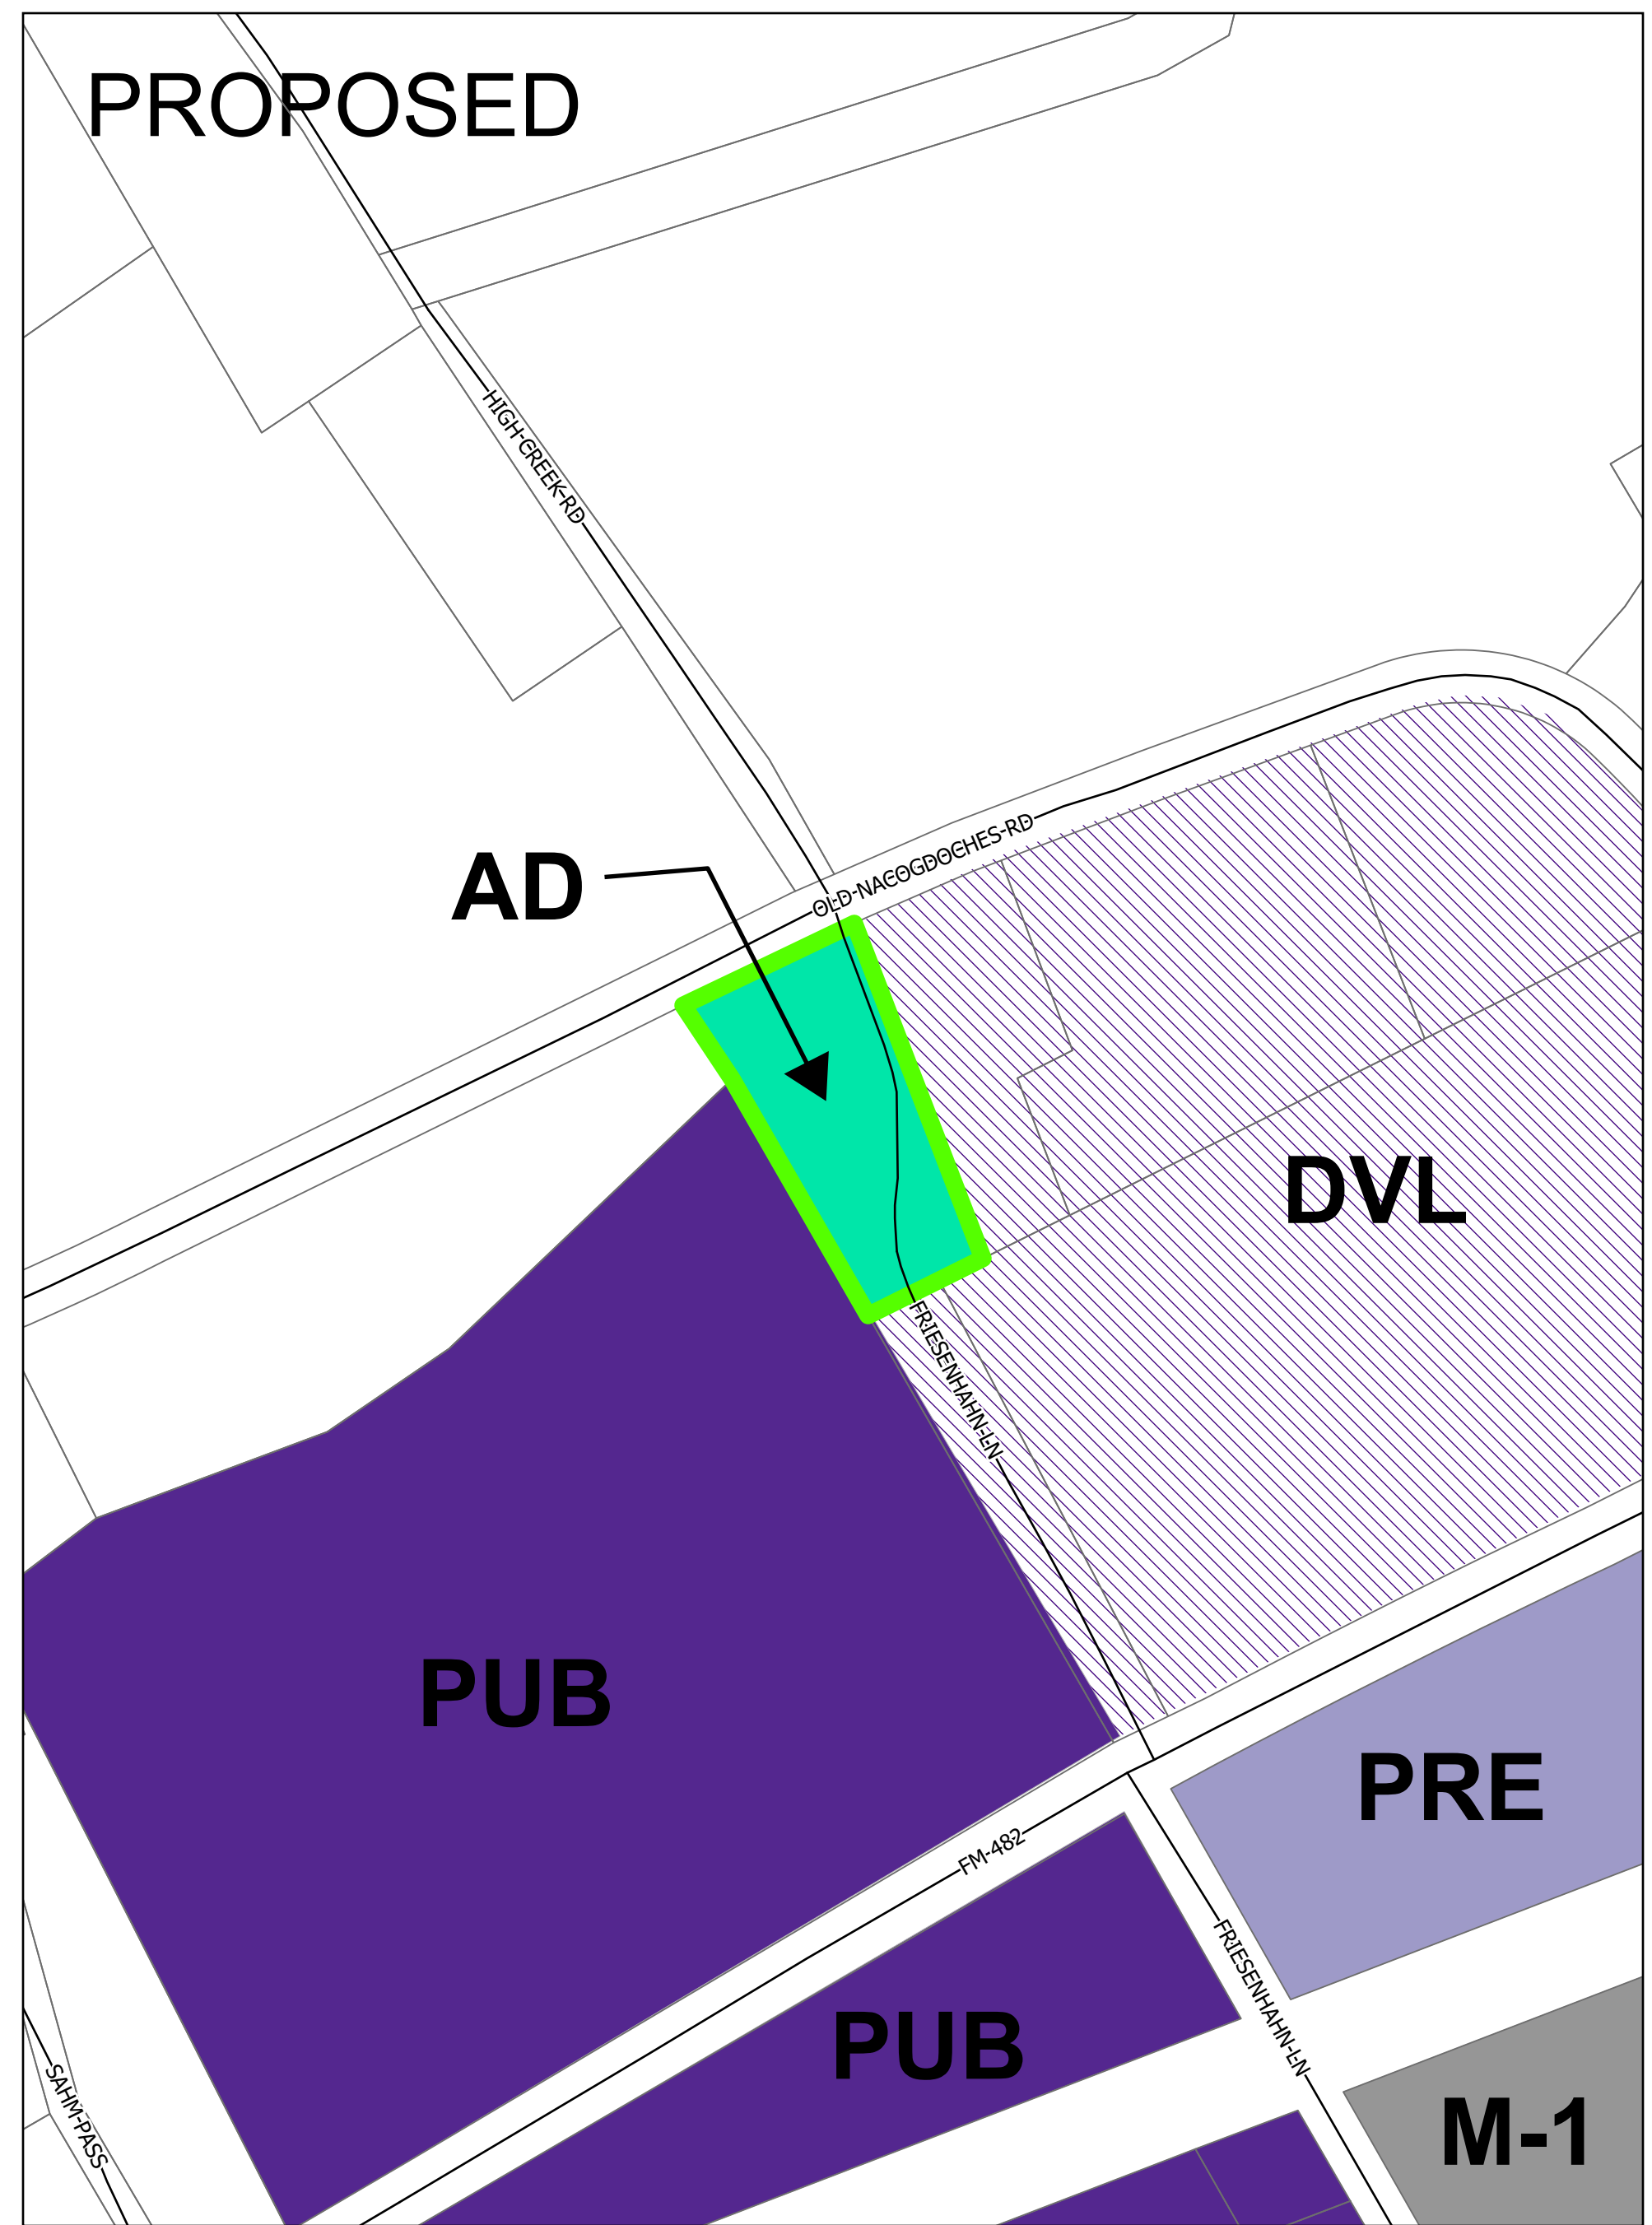 PROPOSED
HIGH-CREEK-RD
OLD-NACOGDOCHES-RD
AD
DVL
FRIESENHAHN-LN
PUB
PRE
FM-482
FRIESENHAHN-LN
PUB
SAHM-PASS
M-1